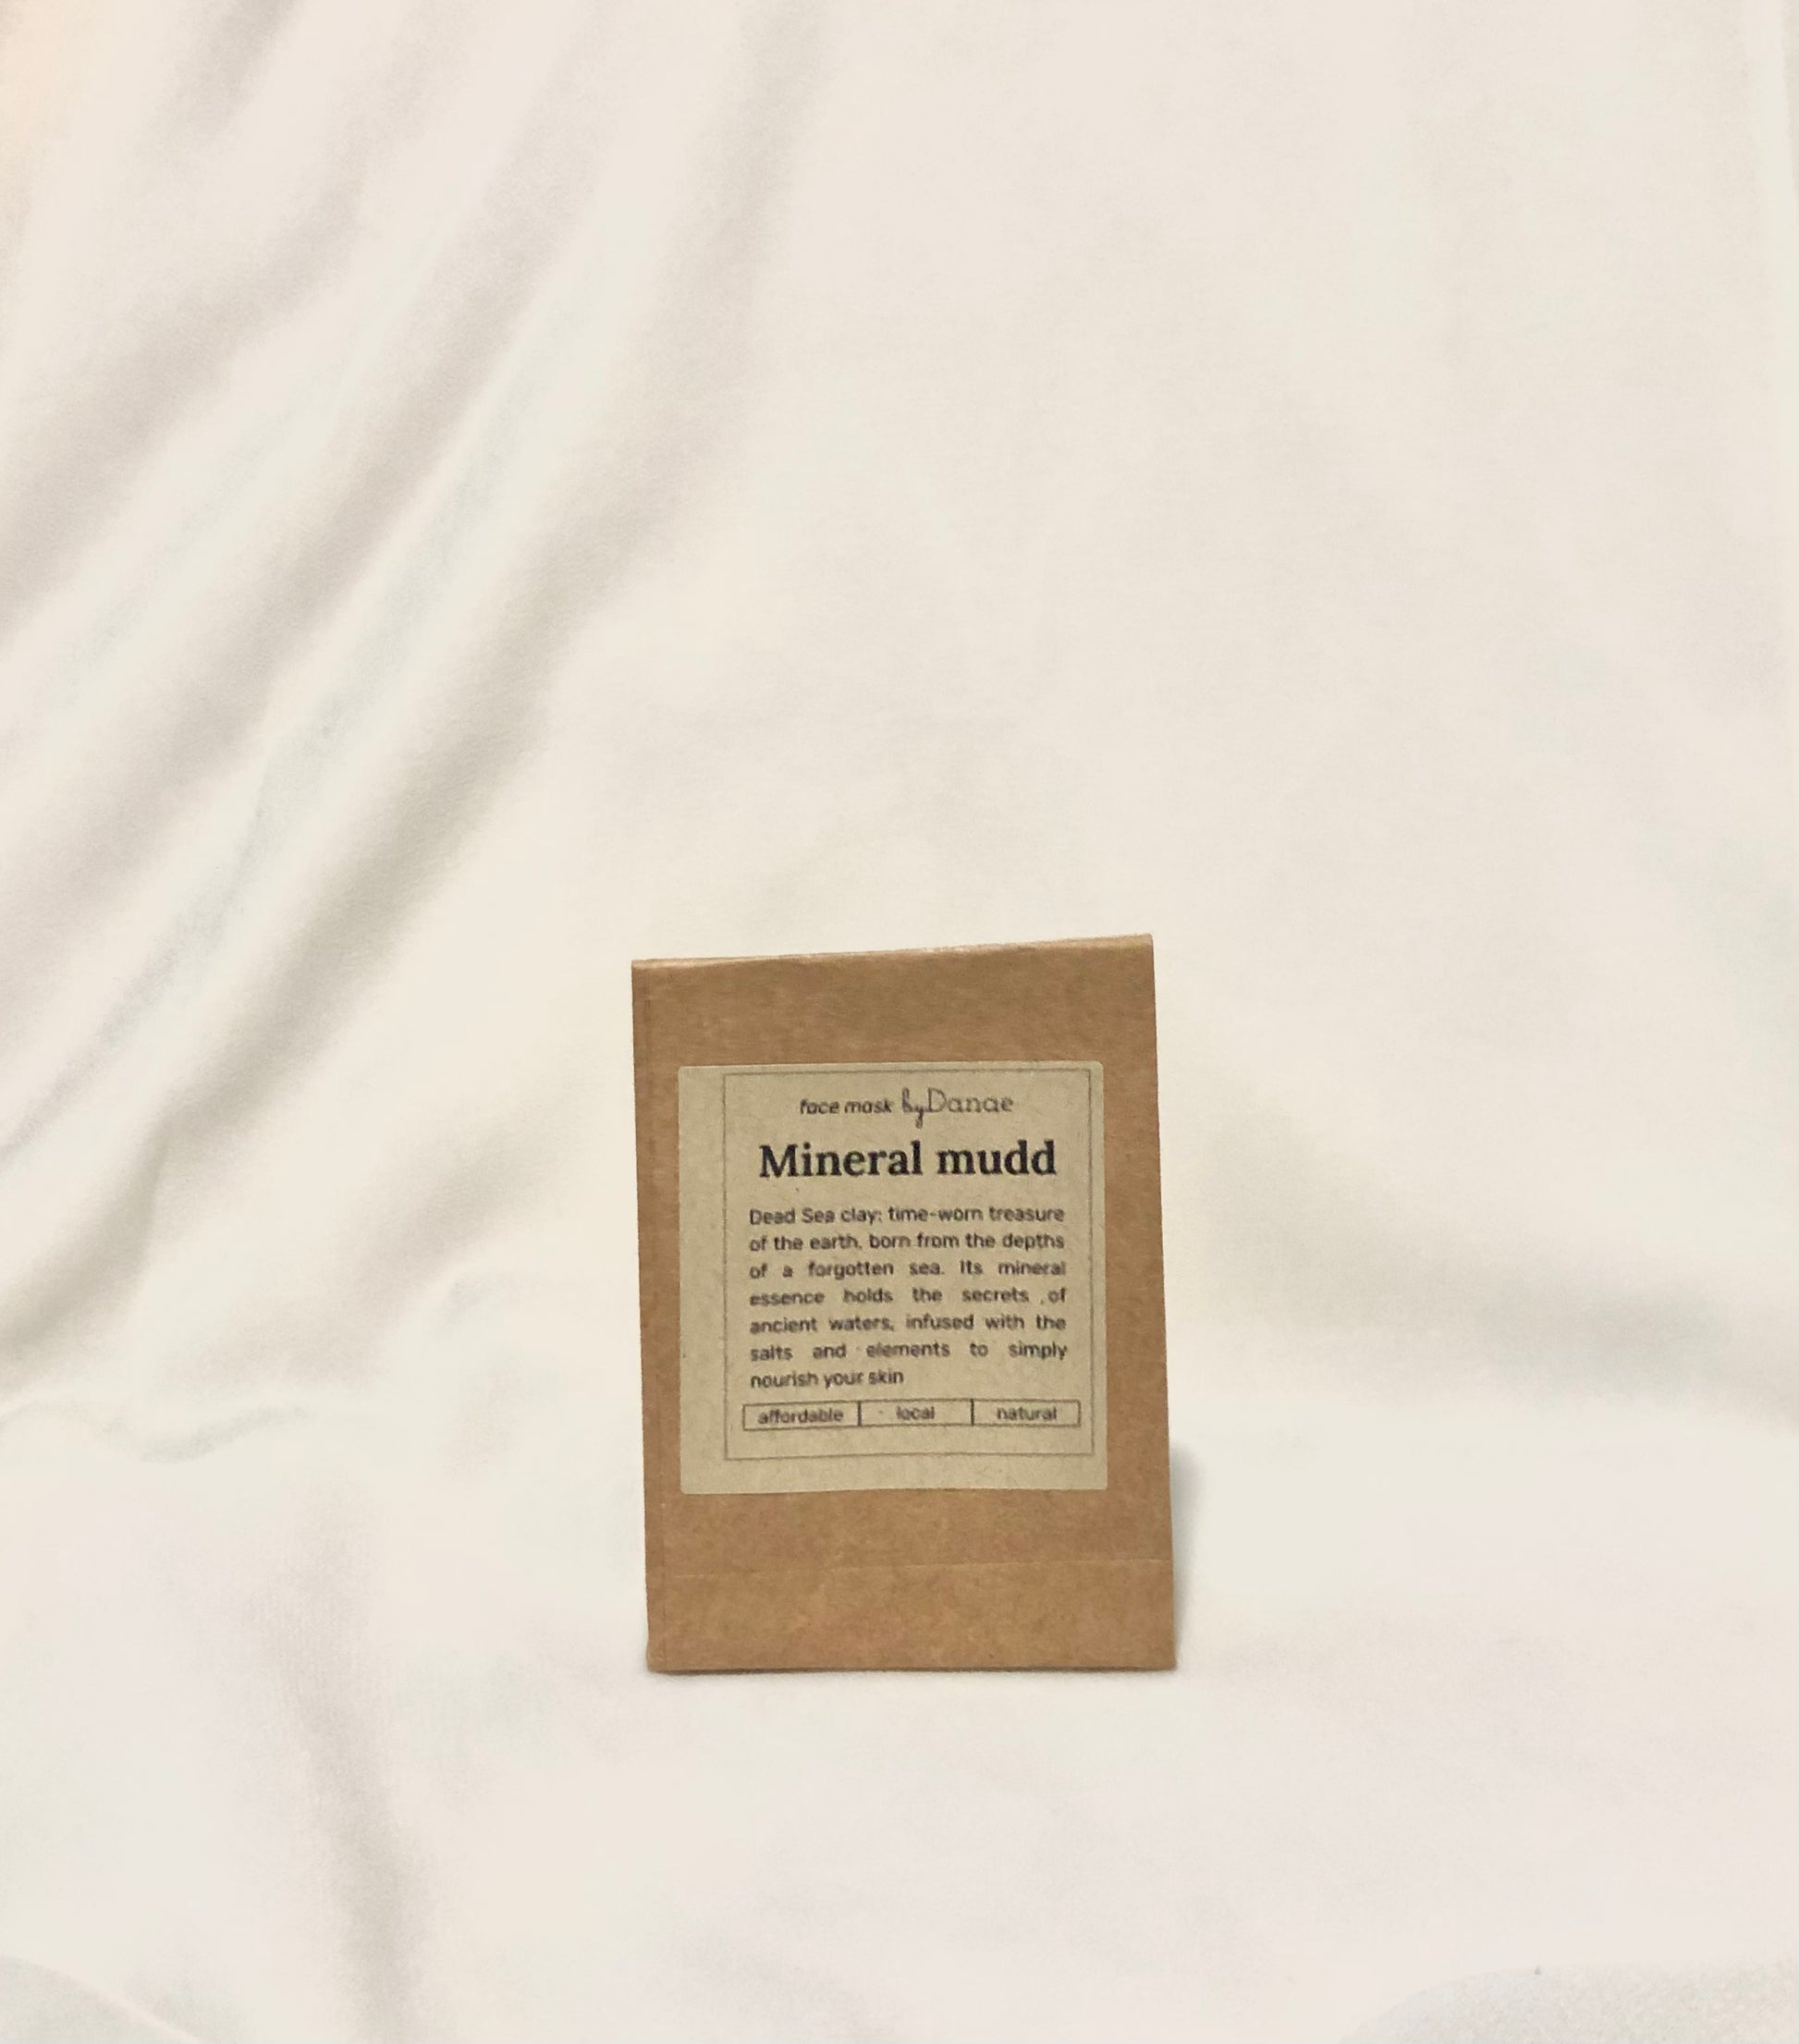 face mask byDanae
Mineral mudd
Dead Sea clay: time-worn treasure
of the earth, born from the depths
of a forgotten sea. Its mineral
essence holds the secrets of
ancient waters, infused with the
salts and elements to simply
nourish your skin
affordable local natural